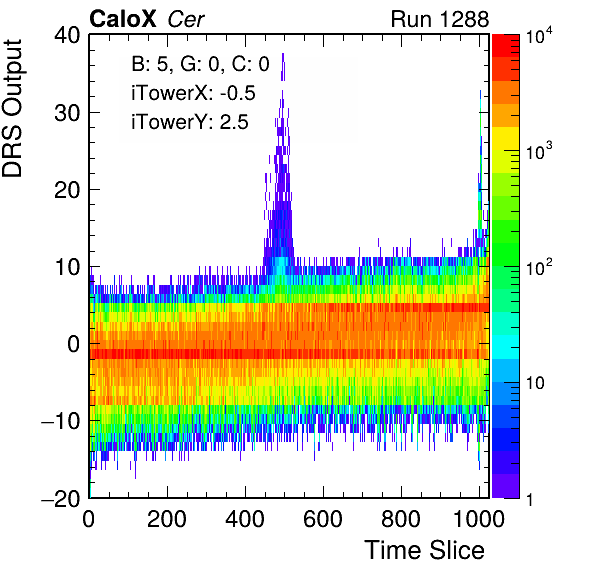 CaloX Cer Run 1288
DRS Output
B: 5, G: 0, C: 0
iTowerX: -0.5
iTowerY: 2.5
40
30
20
10
0
−10
−20
0 200 400 600 800 1000
Time Slice
10^4
10^3
10^2
10
1